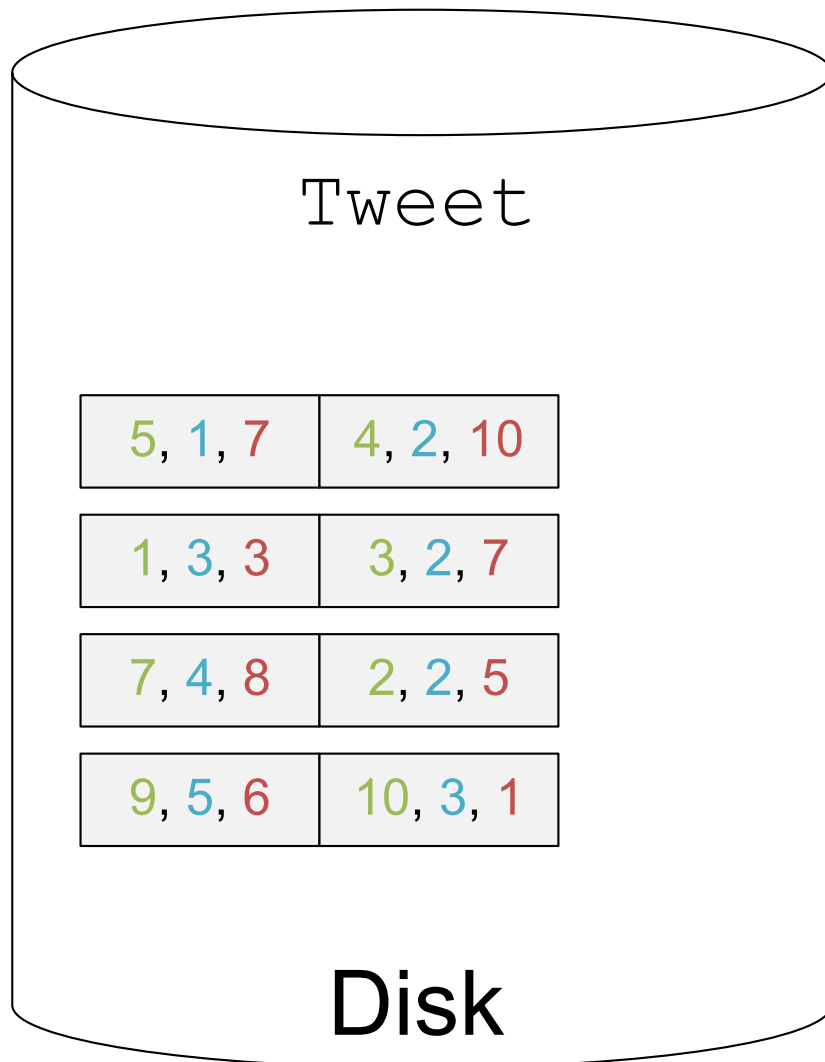 Tweet
5, 1, 7 4, 2, 10
1, 3, 3 3, 2, 7
7, 4, 8 2, 2, 5
9, 5, 6 10, 3, 1
Disk